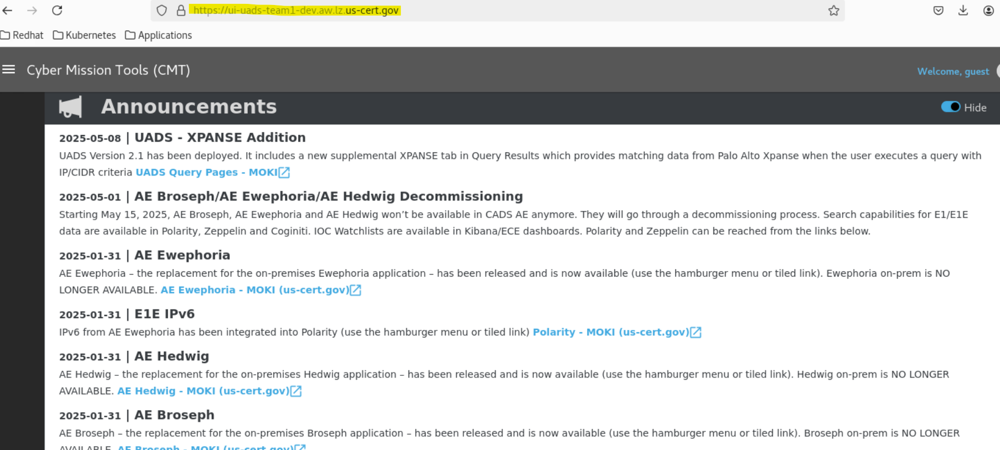 https://ui-uads-team1-dev.aw.lz.us-cert.gov
Redhat Kubernetes Applications
Cyber Mission Tools (CMT)
Welcome, guest
Announcements
Hide
2025-05-08 | UADS - XPANSE Addition
UADS Version 2.1 has been deployed. It includes a new supplemental XPANSE tab in Query Results which provides matching data from Palo Alto Xpanse when the user executes a query with
IP/CIDR criteria UADS Query Pages - MOKI
2025-05-01 | AE Broseph/AE Ewephoria/AE Hedwig Decommissioning
Starting May 15, 2025, AE Broseph, AE Ewephoria and AE Hedwig won’t be available in CADS AE anymore. They will go through a decommissioning process. Search capabilities for E1/E1E
data are available in Polarity, Zeppelin and Coginiti. IOC Watchlists are available in Kibana/ECE dashboards. Polarity and Zeppelin can be reached from the links below.
2025-01-31 | AE Ewephoria
AE Ewephoria – the replacement for the on-premises Ewephoria application – has been released and is now available (use the hamburger menu or tiled link). Ewephoria on-prem is NO
LONGER AVAILABLE. AE Ewephoria - MOKI (us-cert.gov)
2025-01-31 | E1E IPv6
IPv6 from AE Ewephoria has been integrated into Polarity (use the hamburger menu or tiled link) Polarity - MOKI (us-cert.gov)
2025-01-31 | AE Hedwig
AE Hedwig – the replacement for the on-premises Hedwig application – has been released and is now available (use the hamburger menu or tiled link). Hedwig on-prem is NO LONGER
AVAILABLE. AE Hedwig - MOKI (us-cert.gov)
2025-01-31 | AE Broseph
AE Broseph – the replacement for the on-premises Broseph application – has been released and is now available (use the hamburger menu or tiled link). Broseph on-prem is NO LONGER
AVAILABLE. AE Broseph - MOKI (us-cert.gov)